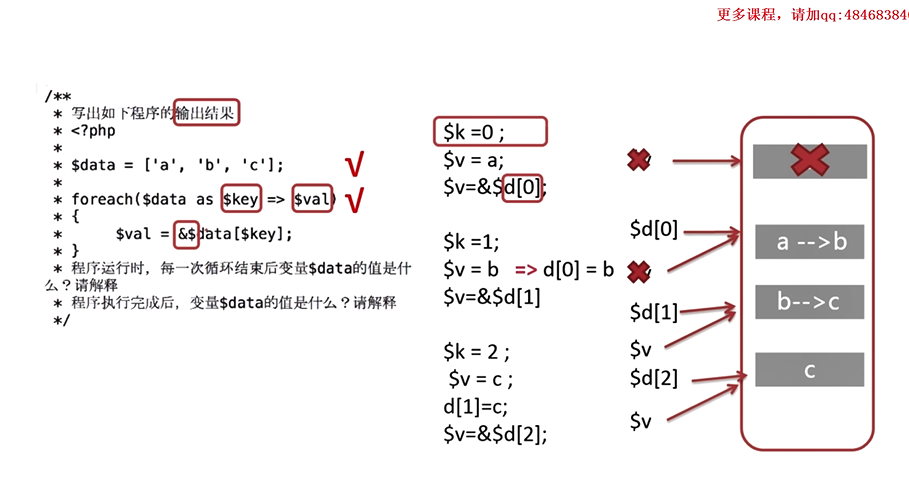 更多课程，请加qq:48468384
/**
* 写出如下程序的输出结果
* <?php
*
* $data = ['a', 'b', 'c'];
*
* foreach($data as $key => $val)
* {
* $val = &$data[$key];
* }
* 程序运行时，每一次循环结束后变量$data的值是什
么？请解释
* 程序执行完成后，变量$data的值是什么？请解释
*/
$k =0 ;
$v = a;
$v=&$d[0];
$k =1;
$v = b => d[0] = b
$v=&$d[1]
$k = 2 ;
$v = c ;
d[1]=c;
$v=&$d[2];
$d[0]
$d[1]
$v
$d[2]
$v
a -->b
b-->c
c